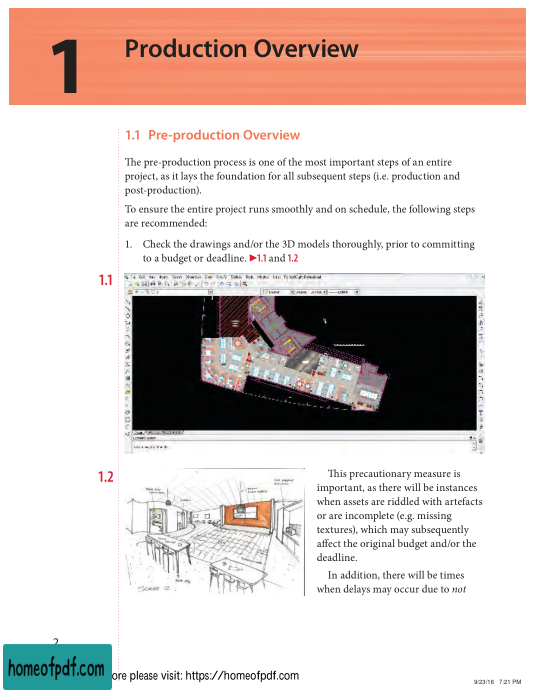 1
Production Overview
1.1 Pre-production Overview
The pre-production process is one of the most important steps of an entire
project, as it lays the foundation for all subsequent steps (i.e. production and
post-production).
To ensure the entire project runs smoothly and on schedule, the following steps
are recommended:
1. Check the drawings and/or the 3D models thoroughly, prior to committing
to a budget or deadline. ▶1.1 and 1.2
1.1
1.2
SCENE 2.
This precautionary measure is
important, as there will be instances
when assets are riddled with artefacts
or are incomplete (e.g. missing
textures), which may subsequently
affect the original budget and/or the
deadline.
In addition, there will be times
when delays may occur due to not
2
homeofpdf.com
ore please visit: https://homeofpdf.com
9/23/16 7:21 PM